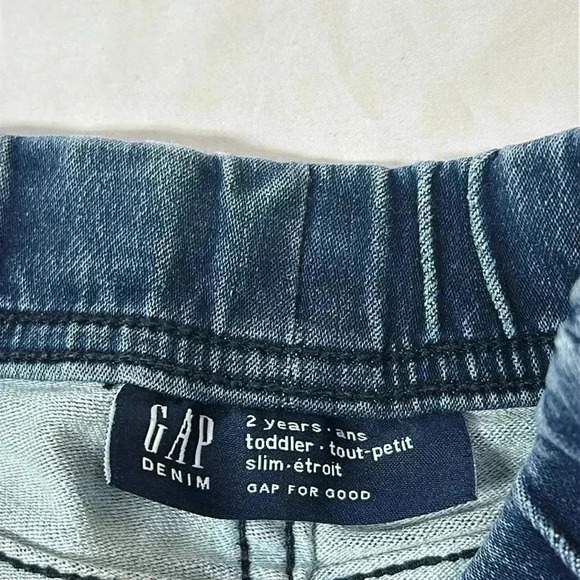 GAP
DENIM
2 years · ans
toddler · tout-petit
slim · étroit
GAP FOR GOOD